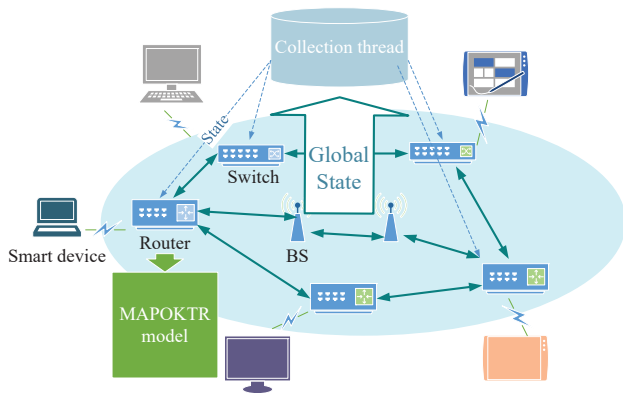 Collection thread
State
Global
State
Switch
Router
BS
Smart device
MAPOKTR
model